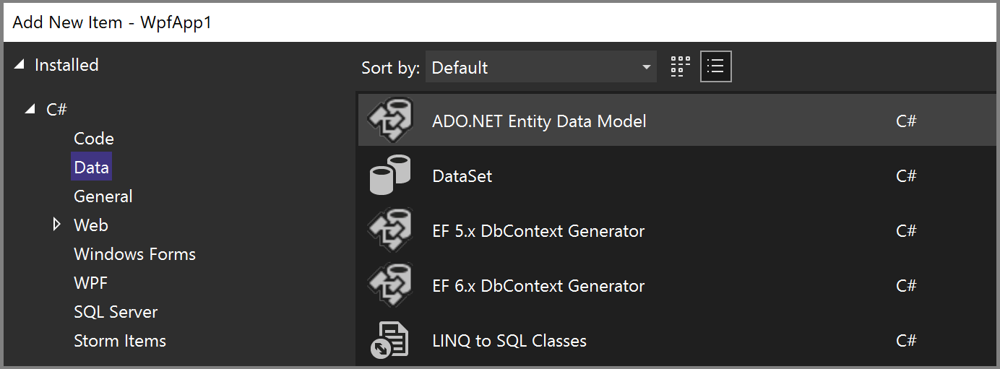 Add New Item - WpfApp1
Installed
C#
Code
Data
General
Web
Windows Forms
WPF
SQL Server
Storm Items
Sort by: Default
ADO.NET Entity Data Model C#
DataSet C#
EF 5.x DbContext Generator C#
EF 6.x DbContext Generator C#
LINQ to SQL Classes C#